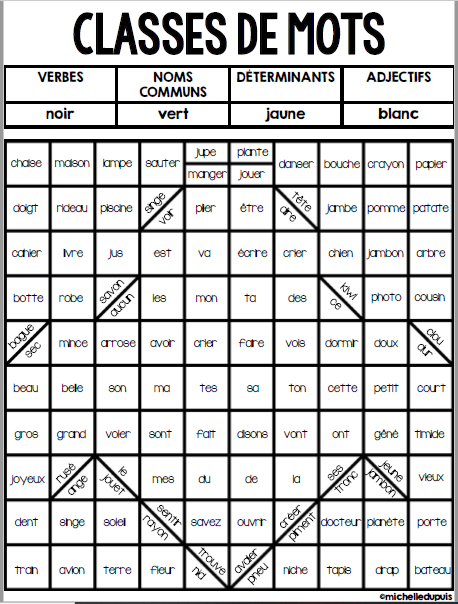 CLASSES DE MOTS
VERBES NOMS COMMUNS DÉTERMINANTS ADJECTIFS
noir vert jaune blanc
chaise maison lampe sauter jupe manger plante jouer danser bouche crayon papier
doigt rideau piscine singe voir plier être tête dire jambe pomme patate
cahier livre jus est va écrire crier chien jambon arbre
botte robe savon aucun les mon ta des kiwi ce photo cousin
bague sec mince arrose avoir crier faire vois dormir doux clou dur
beau belle son ma tes sa ton cette petit court
gros grand voler sont fait disons vont ont gêné timide
joyeux ruse ange le jouet mes du de la ses franc jeune jambon vieux
dent singe soleil sentir rayon savez ouvrir créer piment docteur planète porte
train avion terre fleur trouve nid avaler pneu niche tapis drap bateau
©michelledupuis